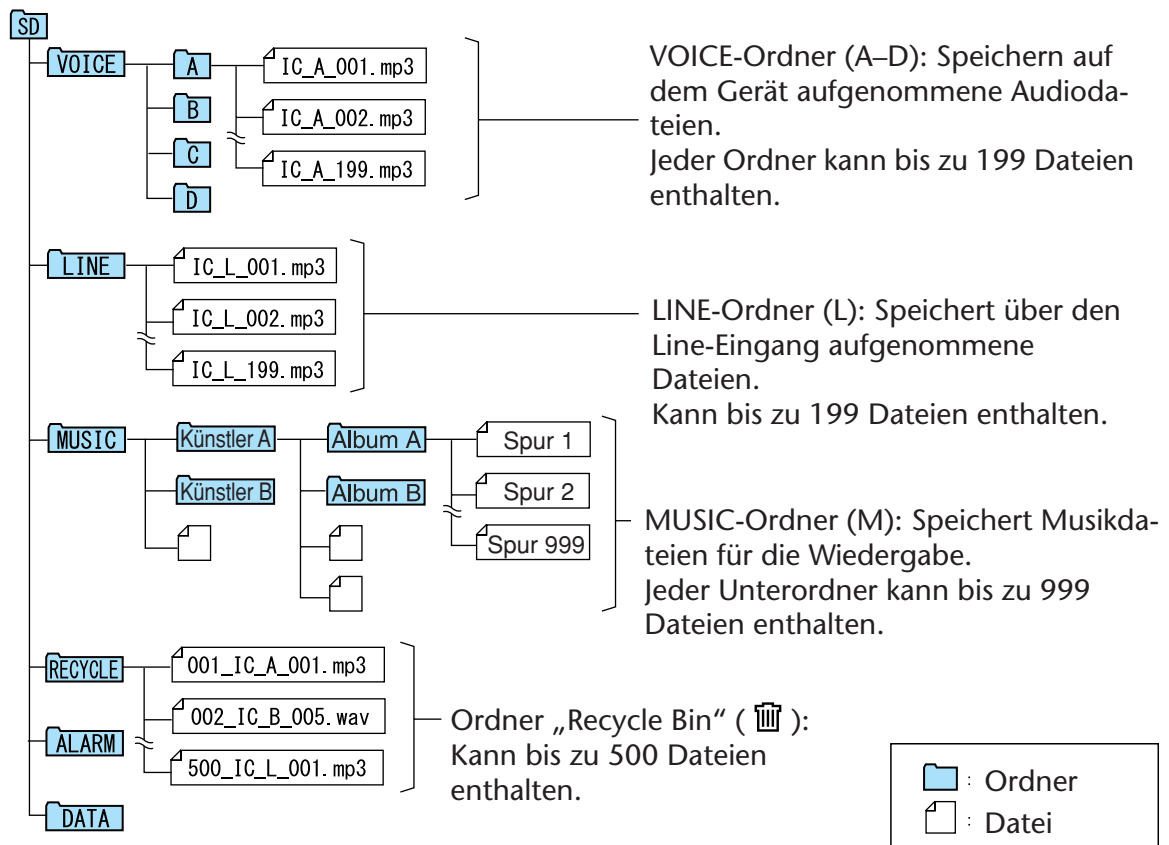 SD
VOICE
A
IC_A_001.mp3
B
IC_A_002.mp3
C
IC_A_199.mp3
D
VOICE-Ordner (A–D): Speichern auf
dem Gerät aufgenommene Audioda-
teien.
Jeder Ordner kann bis zu 199 Dateien
enthalten.
LINE
IC_L_001.mp3
IC_L_002.mp3
IC_L_199.mp3
LINE-Ordner (L): Speichert über den
Line-Eingang aufgenommene
Dateien.
Kann bis zu 199 Dateien enthalten.
MUSIC
Künstler A
Album A
Spur 1
Künstler B
Album B
Spur 2
Spur 999
MUSIC-Ordner (M): Speichert Musikda-
teien für die Wiedergabe.
Jeder Unterordner kann bis zu 999
Dateien enthalten.
RECYCLE
001_IC_A_001.mp3
002_IC_B_005.wav
ALARM
500_IC_L_001.mp3
DATA
Ordner „Recycle Bin“ ( ):
Kann bis zu 500 Dateien
enthalten.
: Ordner
: Datei